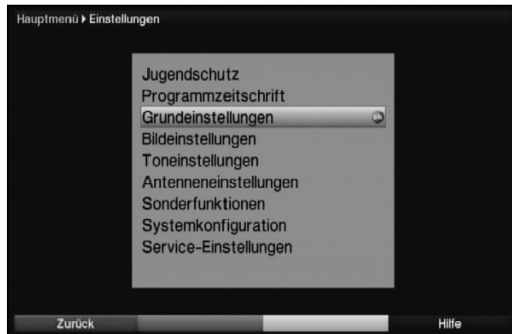 Hauptmenü ▸ Einstellungen
Jugendschutz
Programmzeitschrift
Grundeinstellungen
Bildeinstellungen
Toneinstellungen
Antenneneinstellungen
Sonderfunktionen
Systemkonfiguration
Service-Einstellungen
Zurück
Hilfe